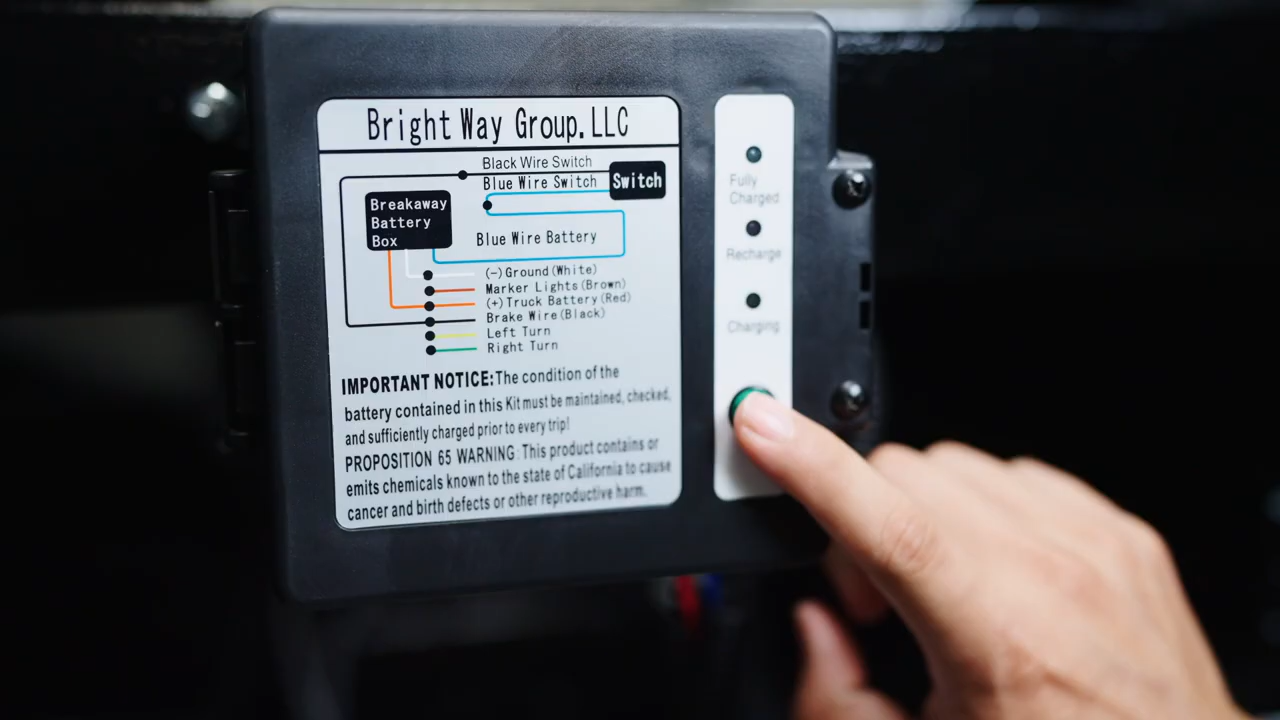 Bright Way Group.LLC
Black Wire Switch
Blue Wire Switch
Switch
Breakaway
Battery
Box
Blue Wire Battery
(-)Ground(White)
Marker Lights(Brown)
(+)Truck Battery(Red)
Brake Wire(Black)
Left Turn
Right Turn
IMPORTANT NOTICE:The condition of the
battery contained in this Kit must be maintained, checked,
and sufficiently charged prior to every trip!
PROPOSITION 65 WARNING:This product contains or
emits chemicals known to the state of California to cause
cancer and birth defects or other reproductive harm.
Fully
Charged
Recharge
Charging